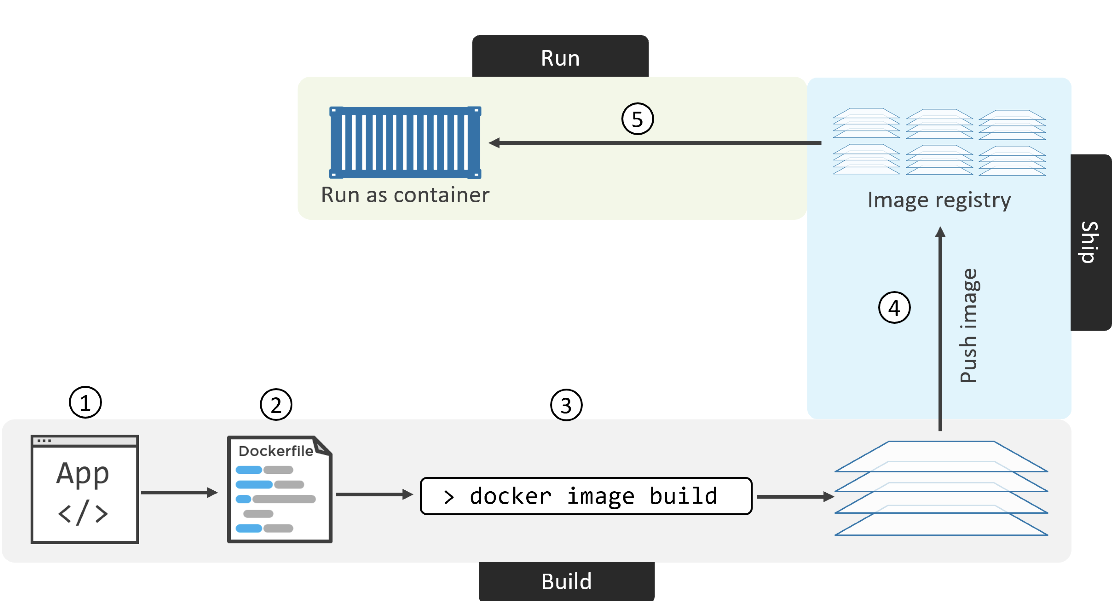 Run
5
Run as container
Image registry
Ship
4
Push image
1
2
3
App
</>
Dockerfile
> docker image build
Build